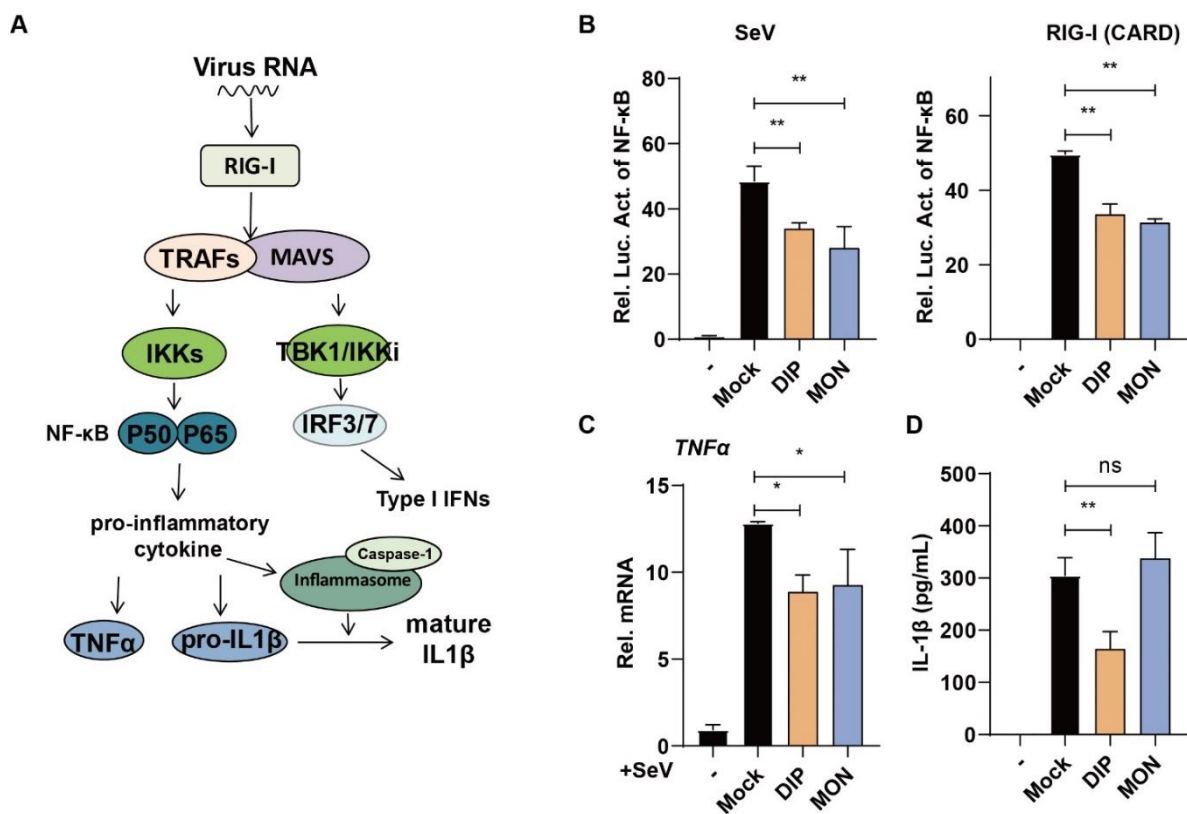 A
Virus RNA
RIG-I
TRAFs
MAVS
IKKs
TBK1/IKKi
NF-κB
P50
P65
IRF3/7
Type I IFNs
pro-inflammatory
cytokine
Caspase-1
Inflammasome
TNFα
pro-IL1β
mature
IL1β
B
SeV
Rel. Luc. Act. of NF-κB
80
60
40
20
0
**
**
-
Mock
DIP
MON
RIG-I (CARD)
Rel. Luc. Act. of NF-κB
60
40
20
0
**
**
-
Mock
DIP
MON
C
TNFα
Rel. mRNA
15
10
5
0
*
*
+SeV
-
Mock
DIP
MON
D
IL-1β (pg/mL)
500
400
300
200
100
0
ns
**
-
Mock
DIP
MON